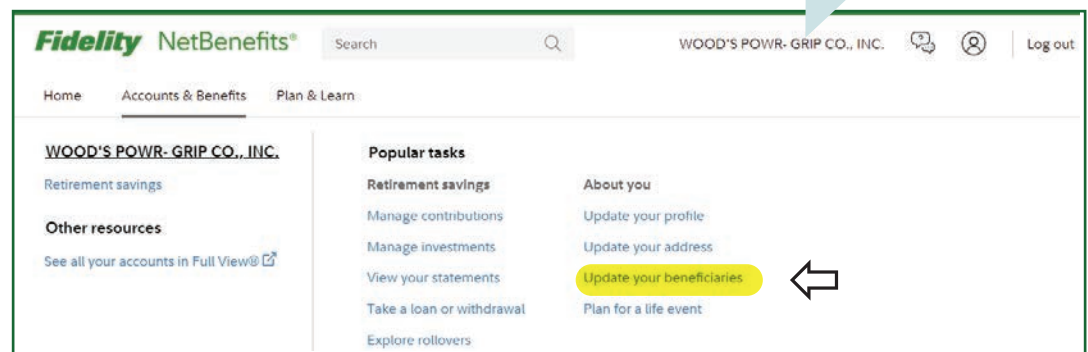 Fidelity NetBenefits® Search WOOD'S POWR- GRIP CO., INC. Log out
Home Accounts & Benefits Plan & Learn
WOOD'S POWR- GRIP CO., INC.
Retirement savings
Other resources
See all your accounts in Full View®
Popular tasks
Retirement savings
Manage contributions
Manage investments
View your statements
Take a loan or withdrawal
Explore rollovers
About you
Update your profile
Update your address
Update your beneficiaries
Plan for a life event